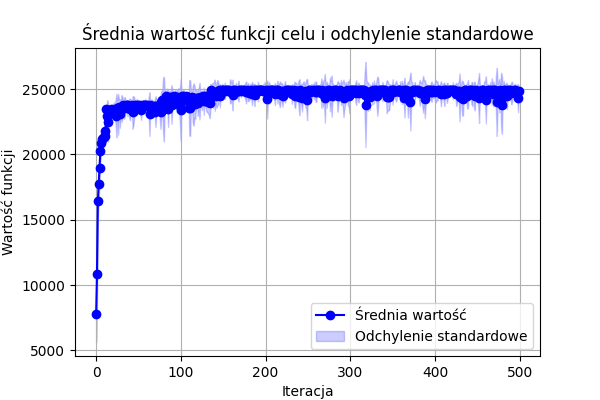 Średnia wartość funkcji celu i odchylenie standardowe
Wartość funkcji
25000
20000
15000
10000
5000
0 100 200 300 400 500
Iteracja
Średnia wartość
Odchylenie standardowe